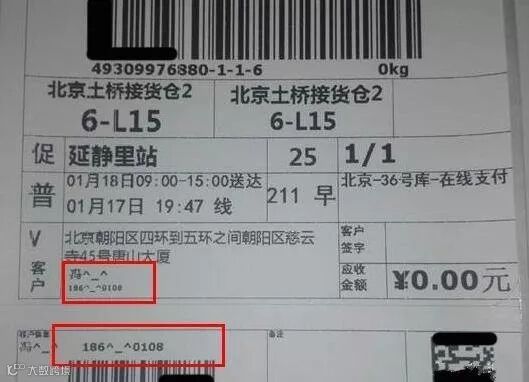 49309976880-1-1-6 0kg
北京土桥接货仓2 北京土桥接货仓2
6-L15 6-L15
促 延静里站 25 1/1
普 01月18日09:00-15:00送达 211 早 北京-36号库-在线支付
01月17日 19:47 线
V 北京朝阳区四环到五环之间朝阳区慈云 客户
寺45号唐山大厦 签字
客户 冯^_^ 应收 ¥0.00元
186^_^0108 金额
冯^_^ 186^_^0108 备注
大数跨境